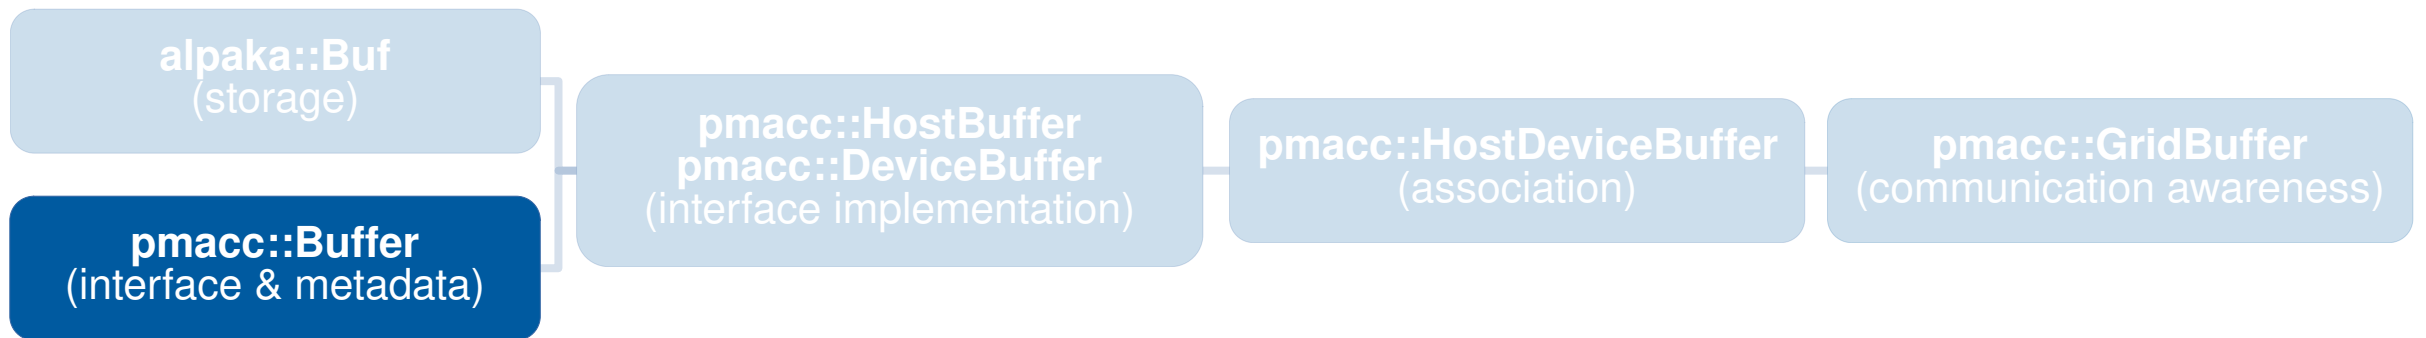 alpaka::Buf
(storage)
pmacc::Buffer
(interface & metadata)
pmacc::HostBuffer
pmacc::DeviceBuffer
(interface implementation)
pmacc::HostDeviceBuffer
(association)
pmacc::GridBuffer
(communication awareness)